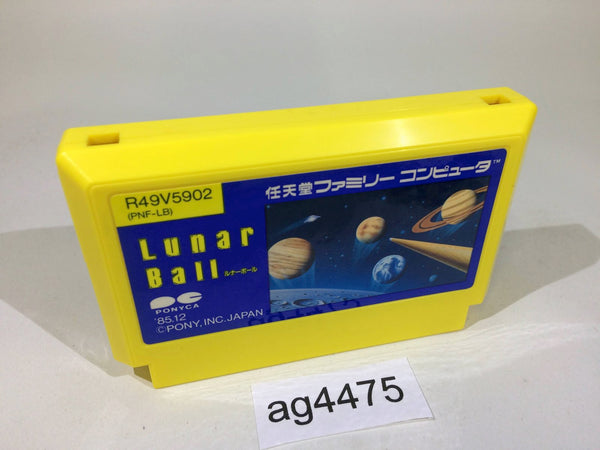 R49V5902
(PNF-LB)
任天堂ファミリー コンピュータ™
Lunar
Ball ルナーボール
PONYCA
'85.12
©PONY, INC. JAPAN
ag4475